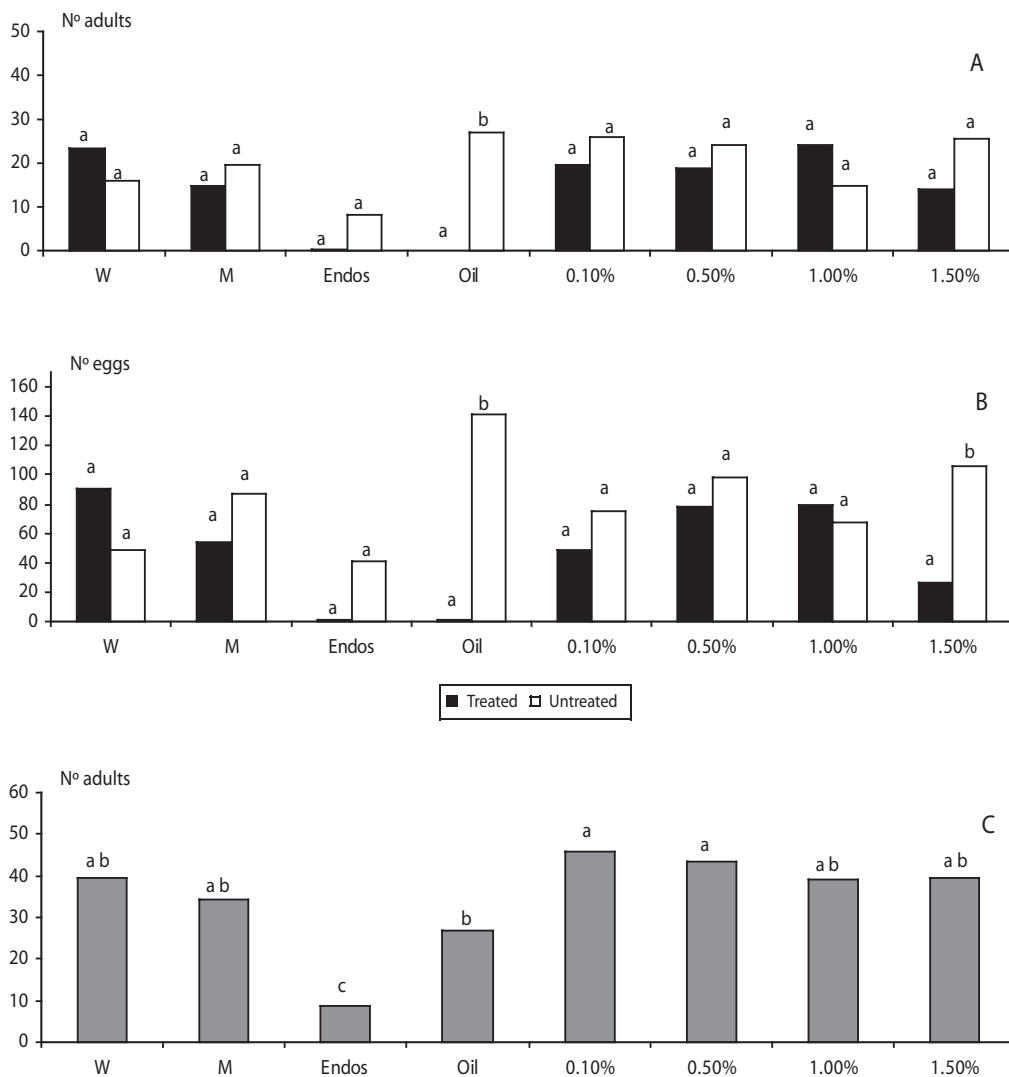 Nº adults
50
40
30
20
10
0
A
a a a a a a a b a a a a a a a a
W M Endos Oil 0.10% 0.50% 1.00% 1.50%
Nº eggs
160
140
120
100
80
60
40
20
0
B
a a a a a a a b a a a a a a a b
W M Endos Oil 0.10% 0.50% 1.00% 1.50%
Treated Untreated
Nº adults
60
50
40
30
20
10
0
C
a b a b c b a a a b a b
W M Endos Oil 0.10% 0.50% 1.00% 1.50%